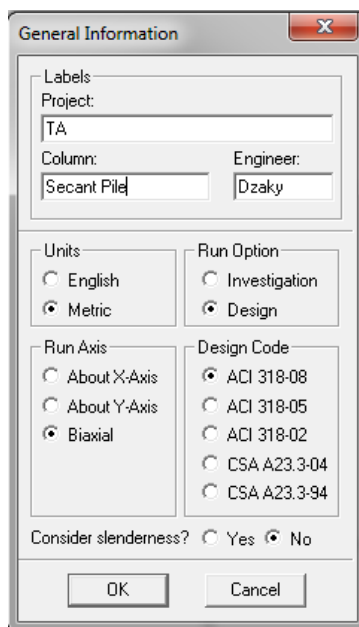 General Information
Labels
Project:
TA
Column: Engineer:
Secant Pile Dzaky
Units Run Option
English Investigation
Metric Design
Run Axis Design Code
About X-Axis ACI 318-08
About Y-Axis ACI 318-05
Biaxial ACI 318-02
CSA A23.3-04
CSA A23.3-94
Consider slenderness? Yes No
OK Cancel